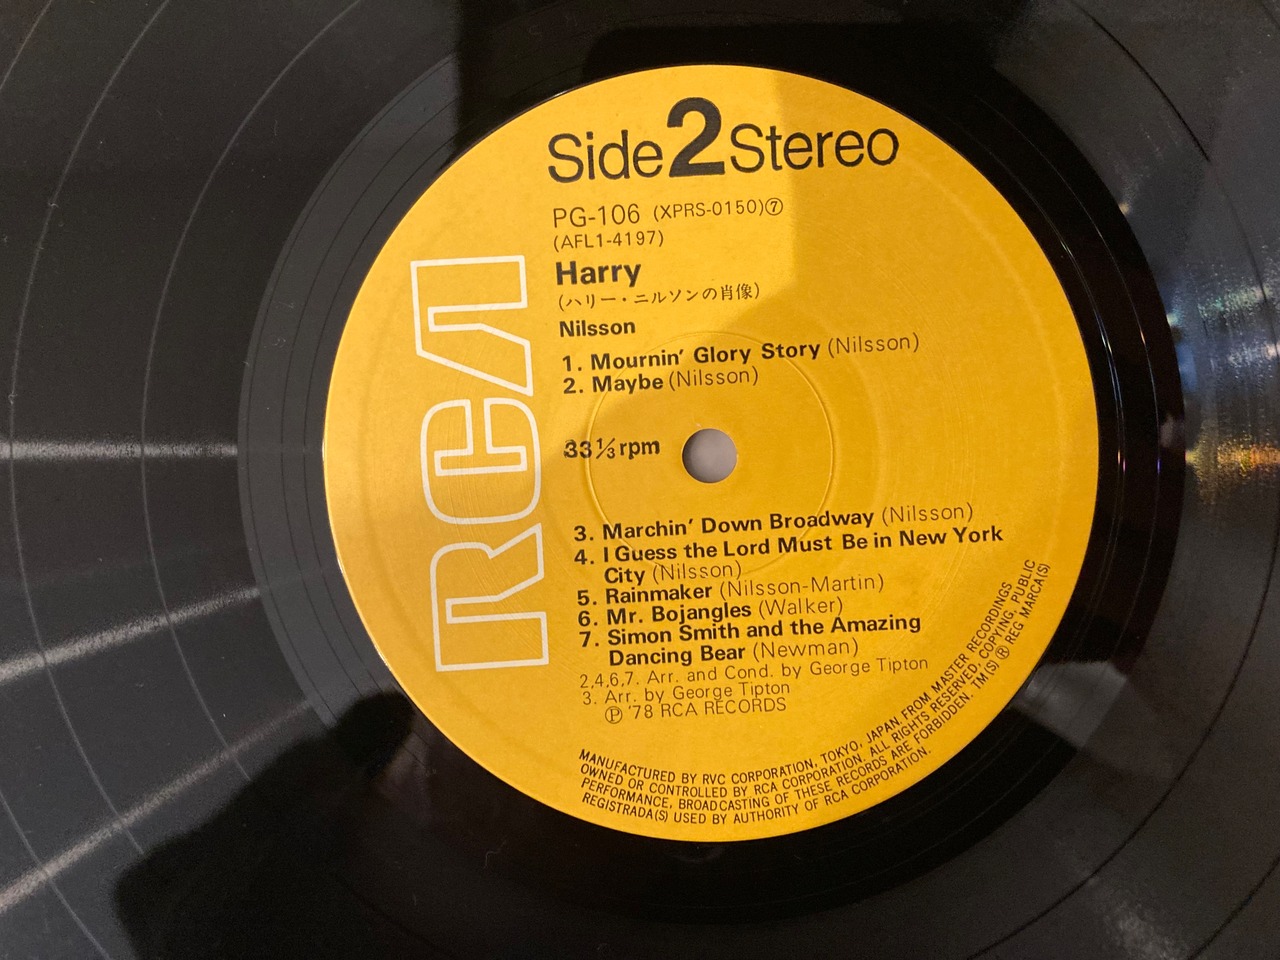 Side 2 Stereo
PG-106 (XPRS-0150)⑦
(AFL1-4197)
Harry
(ハリー・ニルソンの肖像)
Nilsson
1. Mournin' Glory Story (Nilsson)
2. Maybe (Nilsson)
33⅓ rpm
3. Marchin' Down Broadway (Nilsson)
4. I Guess the Lord Must Be in New York
City (Nilsson)
5. Rainmaker (Nilsson-Martin)
6. Mr. Bojangles (Walker)
7. Simon Smith and the Amazing
Dancing Bear (Newman)
2,4,6,7. Arr. and Cond. by George Tipton
3. Arr. by George Tipton
Ⓟ '78 RCA RECORDS
RCA
MANUFACTURED BY RVC CORPORATION, TOKYO, JAPAN. FROM MASTER RECORDINGS
OWNED OR CONTROLLED BY RCA CORPORATION. ALL RIGHTS RESERVED, COPYING, PUBLIC
PERFORMANCE, BROADCASTING OF THESE RECORDS ARE FORBIDDEN. TM(S) ® REG MARCA(S)
REGISTRADA(S) USED BY AUTHORITY OF RCA CORPORATION.